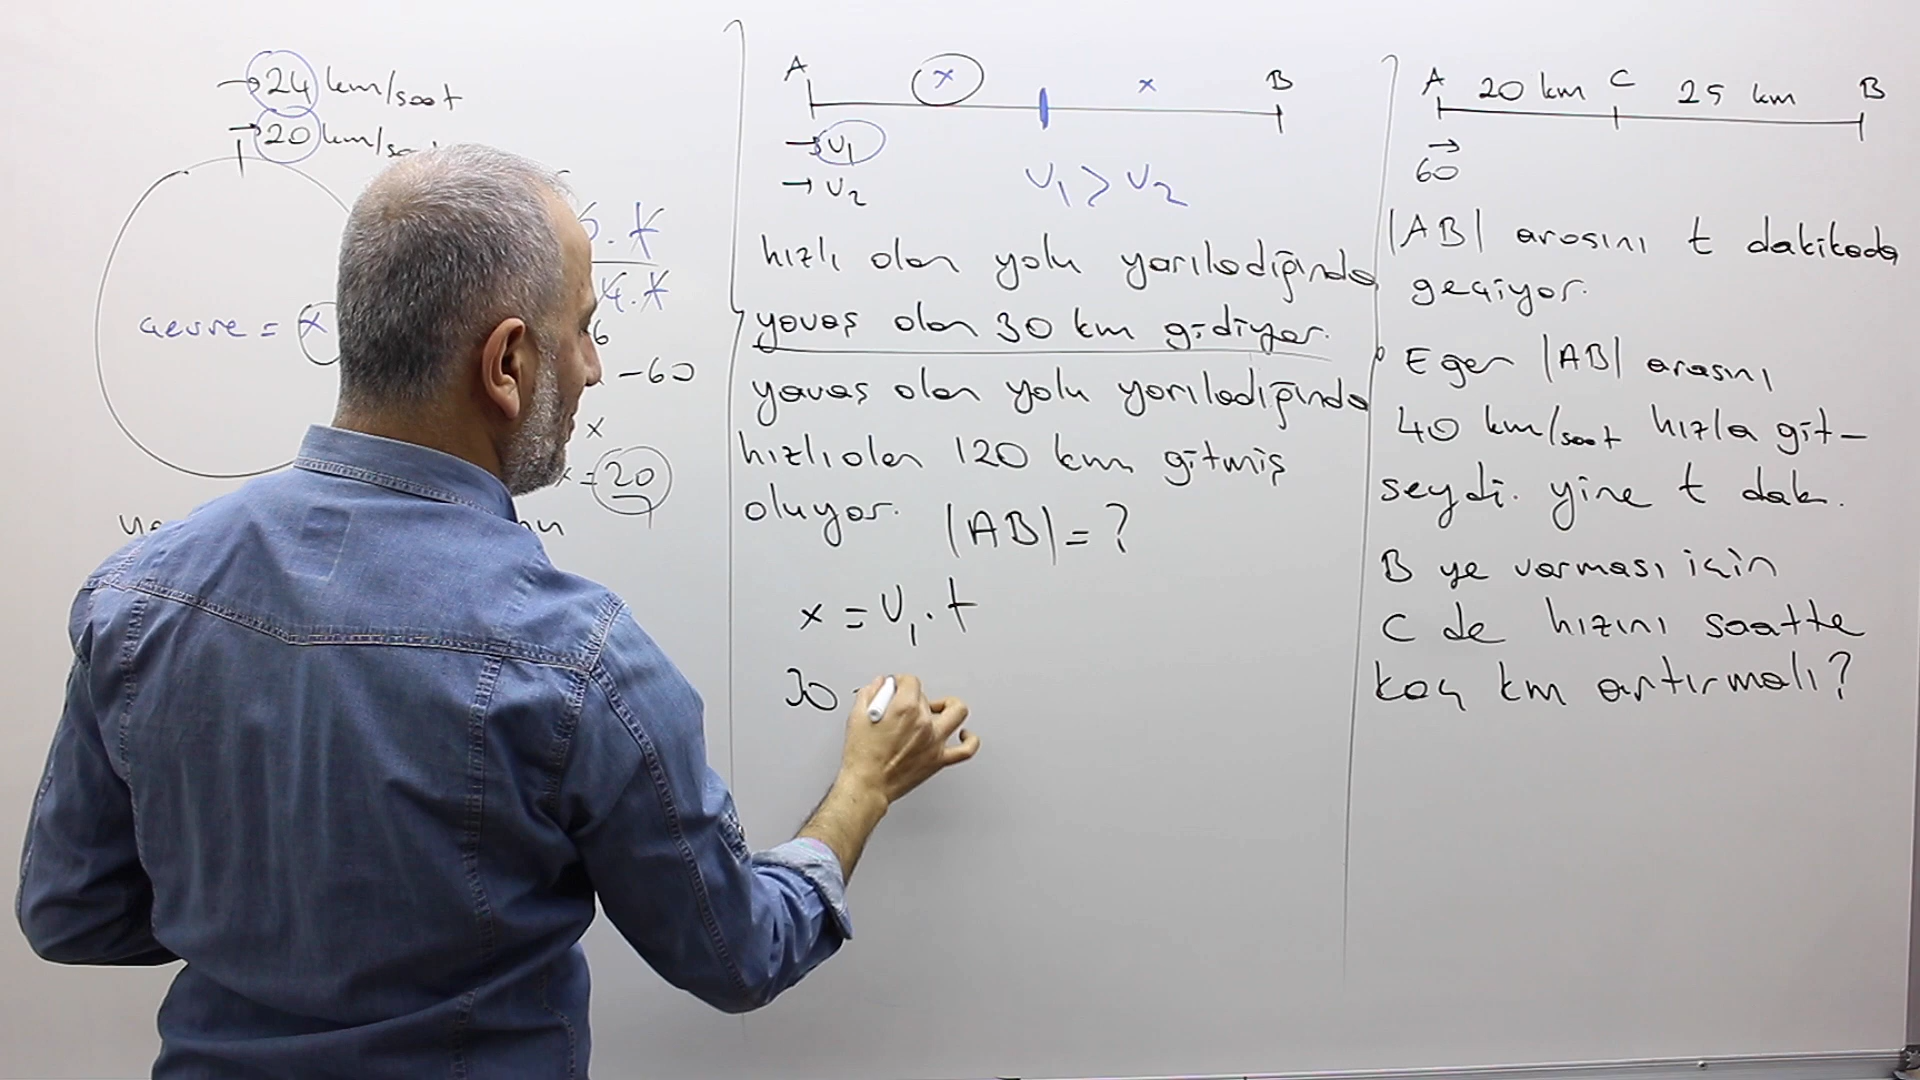 → 24 km/saat
→ 20 km/
çevre = x
6
- 60
x
= 20
A x x B
→ V1
→ V2
V1 > V2
hızlı olan yolu yarıladığında
yavaş olan 30 km gidiyor.
yavaş olan yolu yarıladığında
hızlı olan 120 km gitmiş
oluyor. |AB| = ?
x = V1 . t
30
A 20 km C 25 km B
→
60
|AB| arasını t dakikada
geçiyor.
Eğer |AB| arasını
40 km/saat hızla git-
seydi. yine t dak.
B ye varması için
C de hızını saatte
kaç km artırmalı?